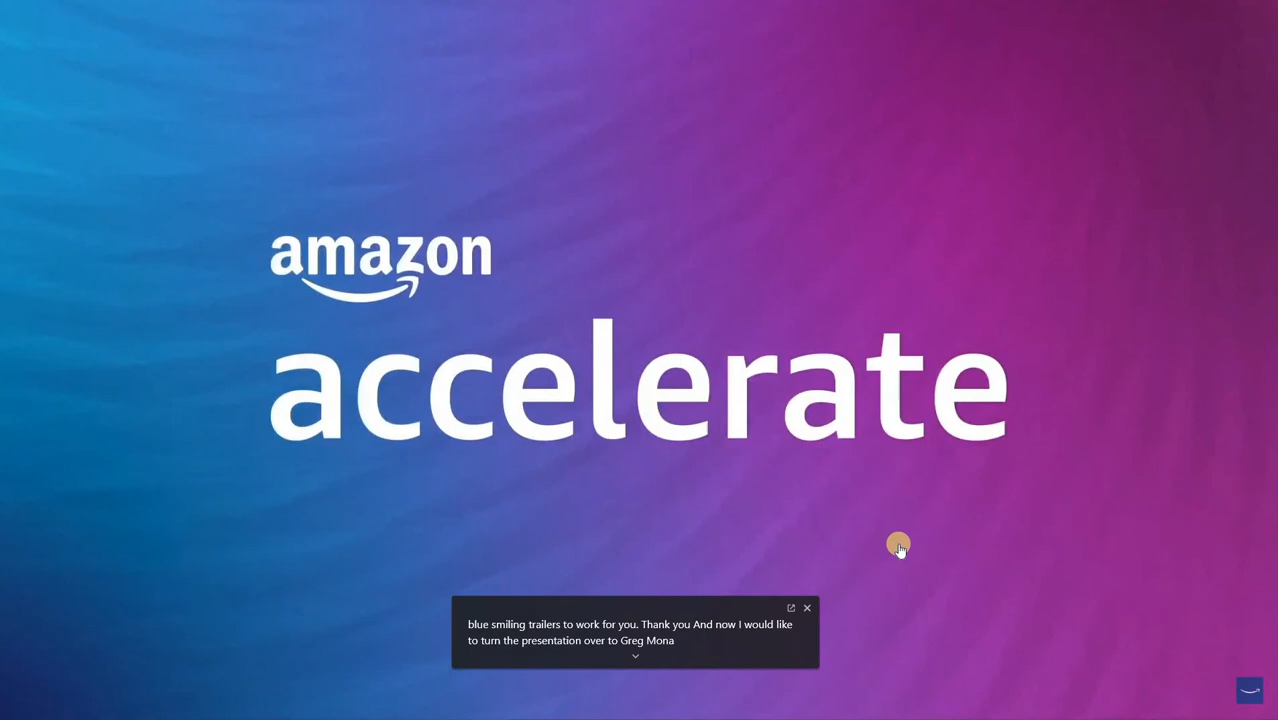 amazon
accelerate
blue smiling trailers to work for you. Thank you And now I would like
to turn the presentation over to Greg Mona